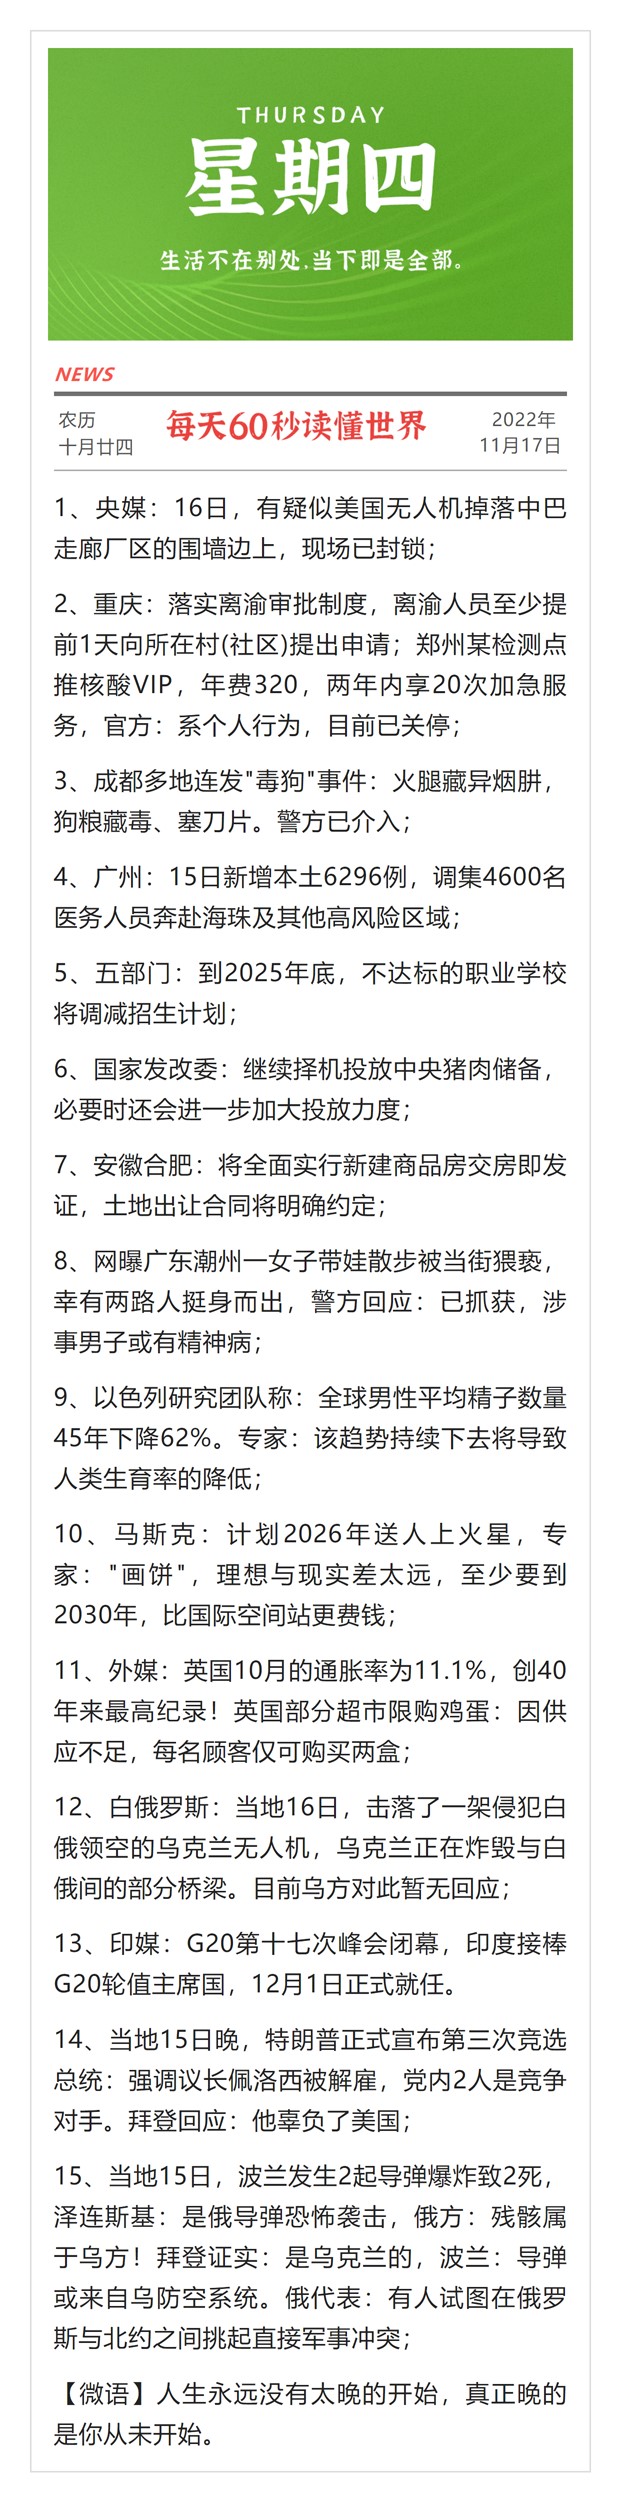 THURSDAY
星期四
生活不在别处,当下即是全部。
NEWS
农历
十月廿四
每天60秒读懂世界
2022年
11月17日
1、央媒：16日，有疑似美国无人机掉落中巴
走廊厂区的围墙边上，现场已封锁；
2、重庆：落实离渝审批制度，离渝人员至少提
前1天向所在村(社区)提出申请；郑州某检测点
推核酸VIP，年费320，两年内享20次加急服
务，官方：系个人行为，目前已关停；
3、成都多地连发"毒狗"事件：火腿藏异烟肼，
狗粮藏毒、塞刀片。警方已介入；
4、广州：15日新增本土6296例，调集4600名
医务人员奔赴海珠及其他高风险区域；
5、五部门：到2025年底，不达标的职业学校
将调减招生计划；
6、国家发改委：继续择机投放中央猪肉储备，
必要时还会进一步加大投放力度；
7、安徽合肥：将全面实行新建商品房交房即发
证，土地出让合同将明确约定；
8、网曝广东潮州一女子带娃散步被当街猥亵，
幸有两路人挺身而出，警方回应：已抓获，涉
事男子或有精神病；
9、以色列研究团队称：全球男性平均精子数量
45年下降62%。专家：该趋势持续下去将导致
人类生育率的降低；
10、马斯克：计划2026年送人上火星，专
家："画饼"，理想与现实差太远，至少要到
2030年，比国际空间站更费钱；
11、外媒：英国10月的通胀率为11.1%，创40
年来最高纪录！英国部分超市限购鸡蛋：因供
应不足，每名顾客仅可购买两盒；
12、白俄罗斯：当地16日，击落了一架侵犯白
俄领空的乌克兰无人机，乌克兰正在炸毁与白
俄间的部分桥梁。目前乌方对此暂无回应；
13、印媒：G20第十七次峰会闭幕，印度接棒
G20轮值主席国，12月1日正式就任。
14、当地15日晚，特朗普正式宣布第三次竞选
总统：强调议长佩洛西被解雇，党内2人是竞争
对手。拜登回应：他辜负了美国；
15、当地15日，波兰发生2起导弹爆炸致2死，
泽连斯基：是俄导弹恐怖袭击，俄方：残骸属
于乌方！拜登证实：是乌克兰的，波兰：导弹
或来自乌防空系统。俄代表：有人试图在俄罗
斯与北约之间挑起直接军事冲突；
【微语】人生永远没有太晚的开始，真正晚的
是你从未开始。